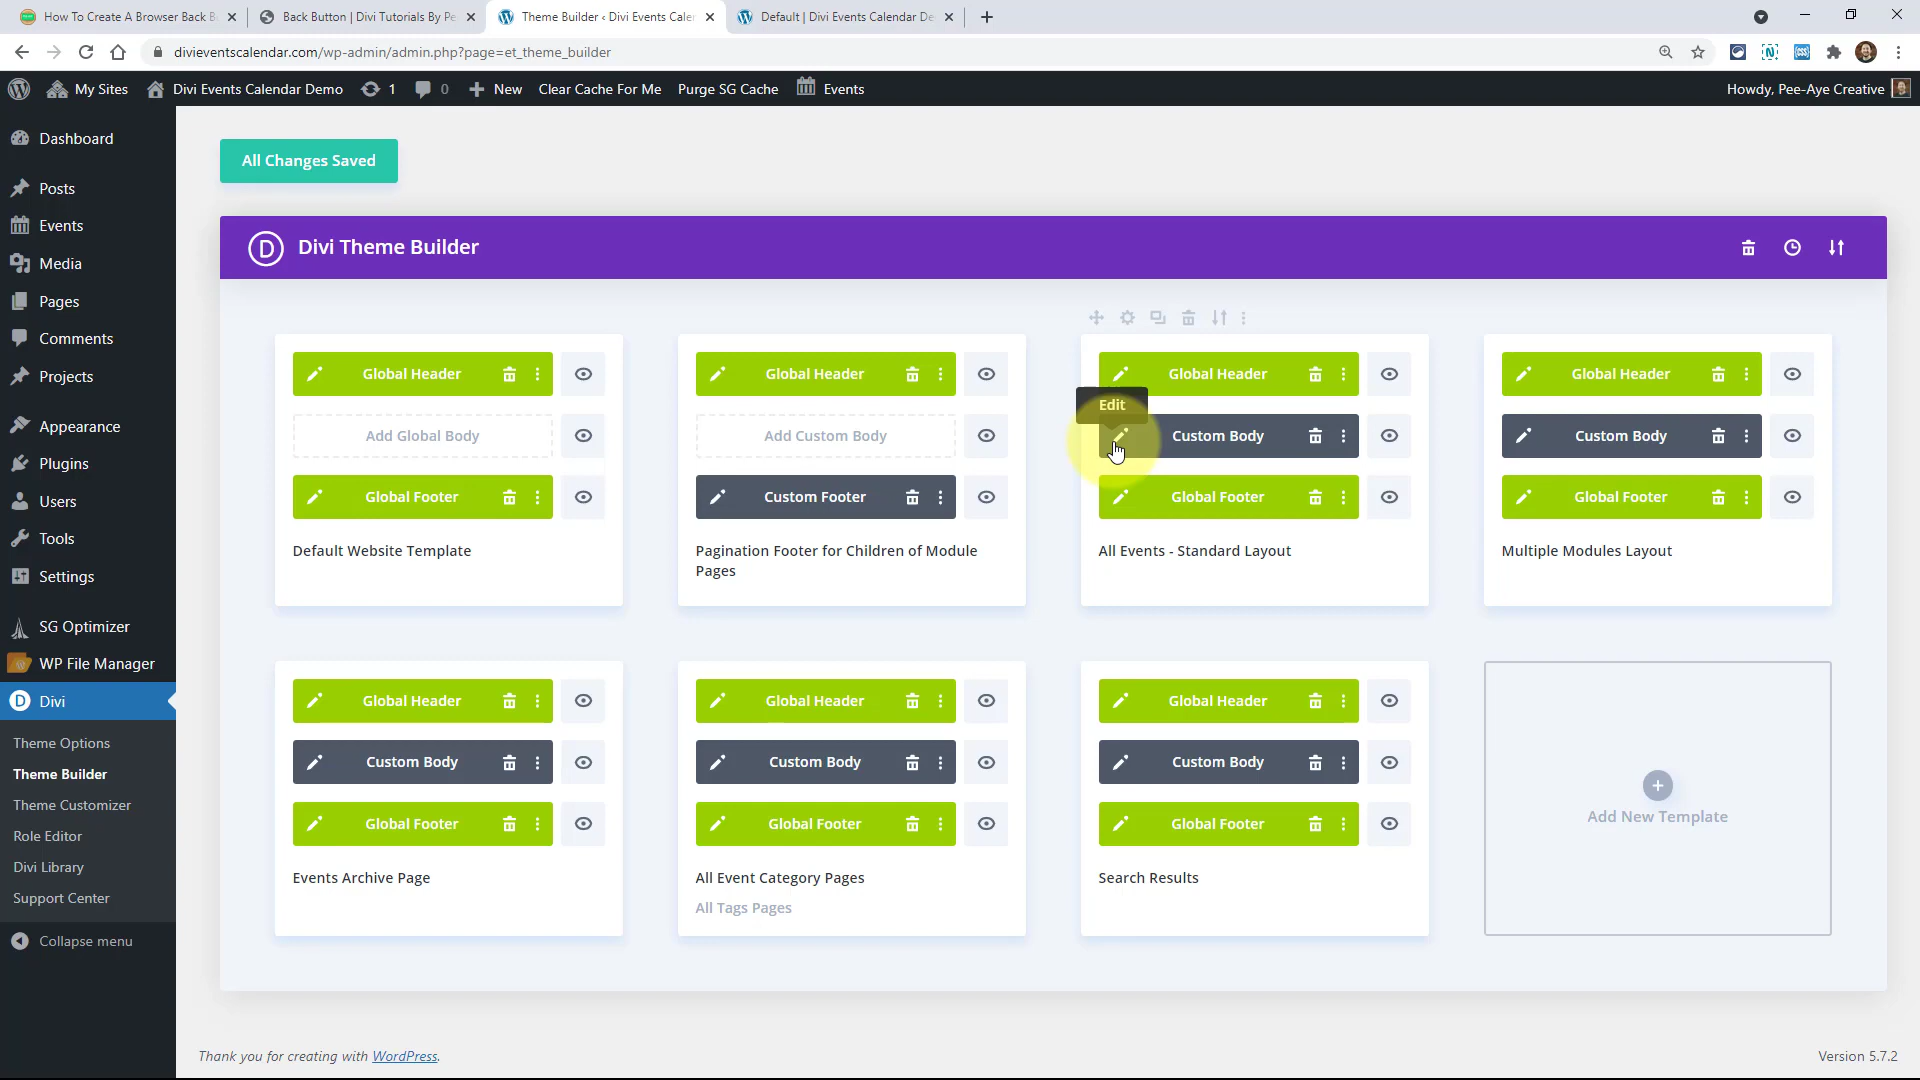 How To Create A Browser Back B
Back Button | Divi Tutorials By Pe
Theme Builder ‹ Divi Events Caler
Default | Divi Events Calendar De
divieventscalendar.com/wp-admin/admin.php?page=et_theme_builder
My Sites
Divi Events Calendar Demo
1
0
New
Clear Cache For Me
Purge SG Cache
Events
Howdy, Pee-Aye Creative
Dashboard
Posts
Events
Media
Pages
Comments
Projects
Appearance
Plugins
Users
Tools
Settings
SG Optimizer
WP File Manager
D Divi
Theme Options
Theme Builder
Theme Customizer
Role Editor
Divi Library
Support Center
Collapse menu
All Changes Saved
D Divi Theme Builder
Global Header
Add Global Body
Global Footer
Default Website Template
Global Header
Add Custom Body
Custom Footer
Pagination Footer for Children of Module
Pages
Global Header
Edit
Custom Body
Global Footer
All Events - Standard Layout
Global Header
Custom Body
Global Footer
Multiple Modules Layout
Global Header
Custom Body
Global Footer
Events Archive Page
Global Header
Custom Body
Global Footer
All Event Category Pages
All Tags Pages
Global Header
Custom Body
Global Footer
Search Results
Add New Template
Thank you for creating with WordPress.
Version 5.7.2